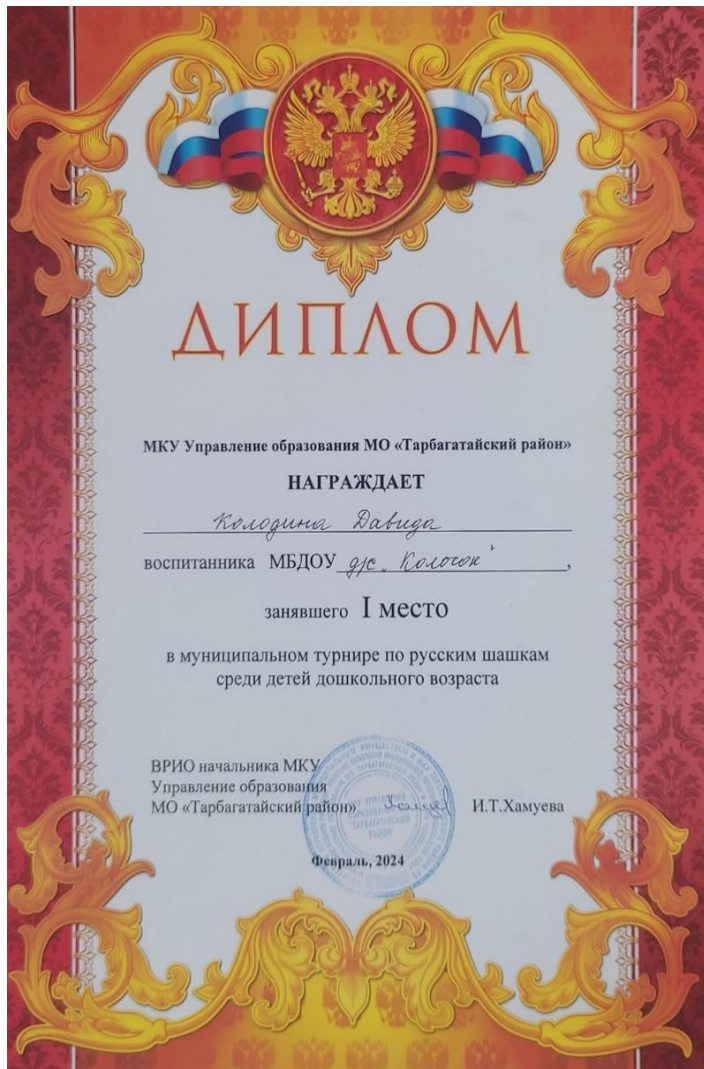 ДИПЛОМ
МКУ Управление образования МО «Тарбагатайский район»
НАГРАЖДАЕТ
Колодина Давида
воспитанника МБДОУ д/с „Колосок",
занявшего I место
в муниципальном турнире по русским шашкам
среди детей дошкольного возраста
ВРИО начальника МКУ
Управление образования
МО «Тарбагатайский район» И.Т.Хамуева
Февраль, 2024